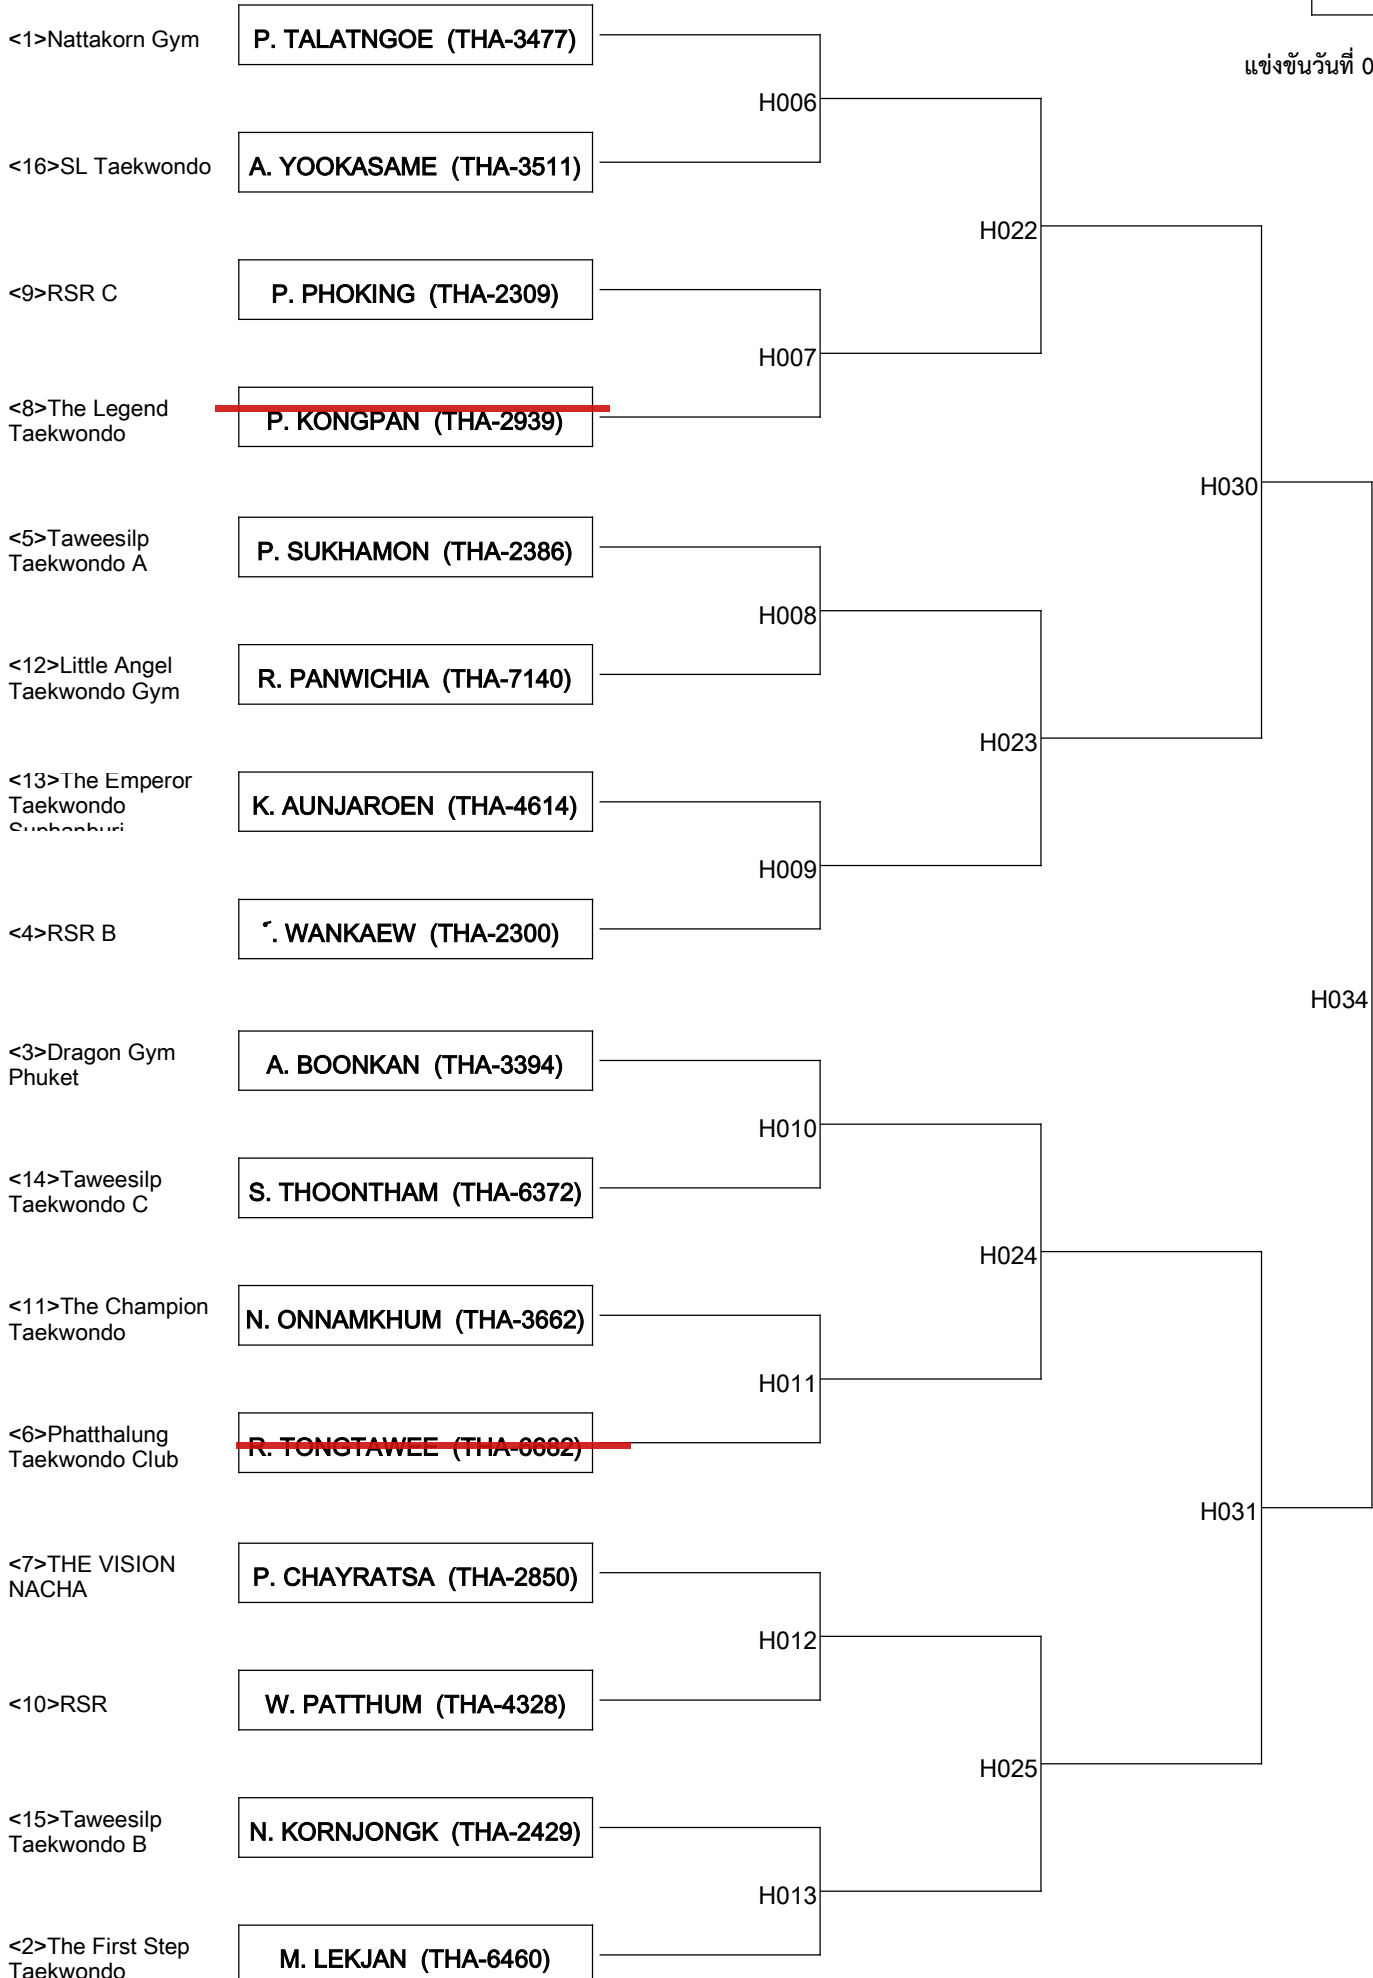 <1>Nattakorn Gym
P. TALATNGOE (THA-3477)
แข่งขันวันที่ 0
H006
<16>SL Taekwondo
A. YOOKASAME (THA-3511)
H022
<9>RSR C
P. PHOKING (THA-2309)
H007
<8>The Legend
Taekwondo
P. KONGPAN (THA-2939)
H030
<5>Taweesilp
Taekwondo A
P. SUKHAMON (THA-2386)
H008
<12>Little Angel
Taekwondo Gym
R. PANWICHIA (THA-7140)
H023
<13>The Emperor
Taekwondo
Suphanburi
K. AUNJAROEN (THA-4614)
H009
<4>RSR B
. WANKAEW (THA-2300)
H034
<3>Dragon Gym
Phuket
A. BOONKAN (THA-3394)
H010
<14>Taweesilp
Taekwondo C
S. THOONTHAM (THA-6372)
H024
<11>The Champion
Taekwondo
N. ONNAMKHUM (THA-3662)
H011
<6>Phatthalung
Taekwondo Club
R. TONGTAWEE (THA-6682)
H031
<7>THE VISION
NACHA
P. CHAYRATSA (THA-2850)
H012
<10>RSR
W. PATTHUM (THA-4328)
H025
<15>Taweesilp
Taekwondo B
N. KORNJONGK (THA-2429)
H013
<2>The First Step
Taekwondo
M. LEKJAN (THA-6460)